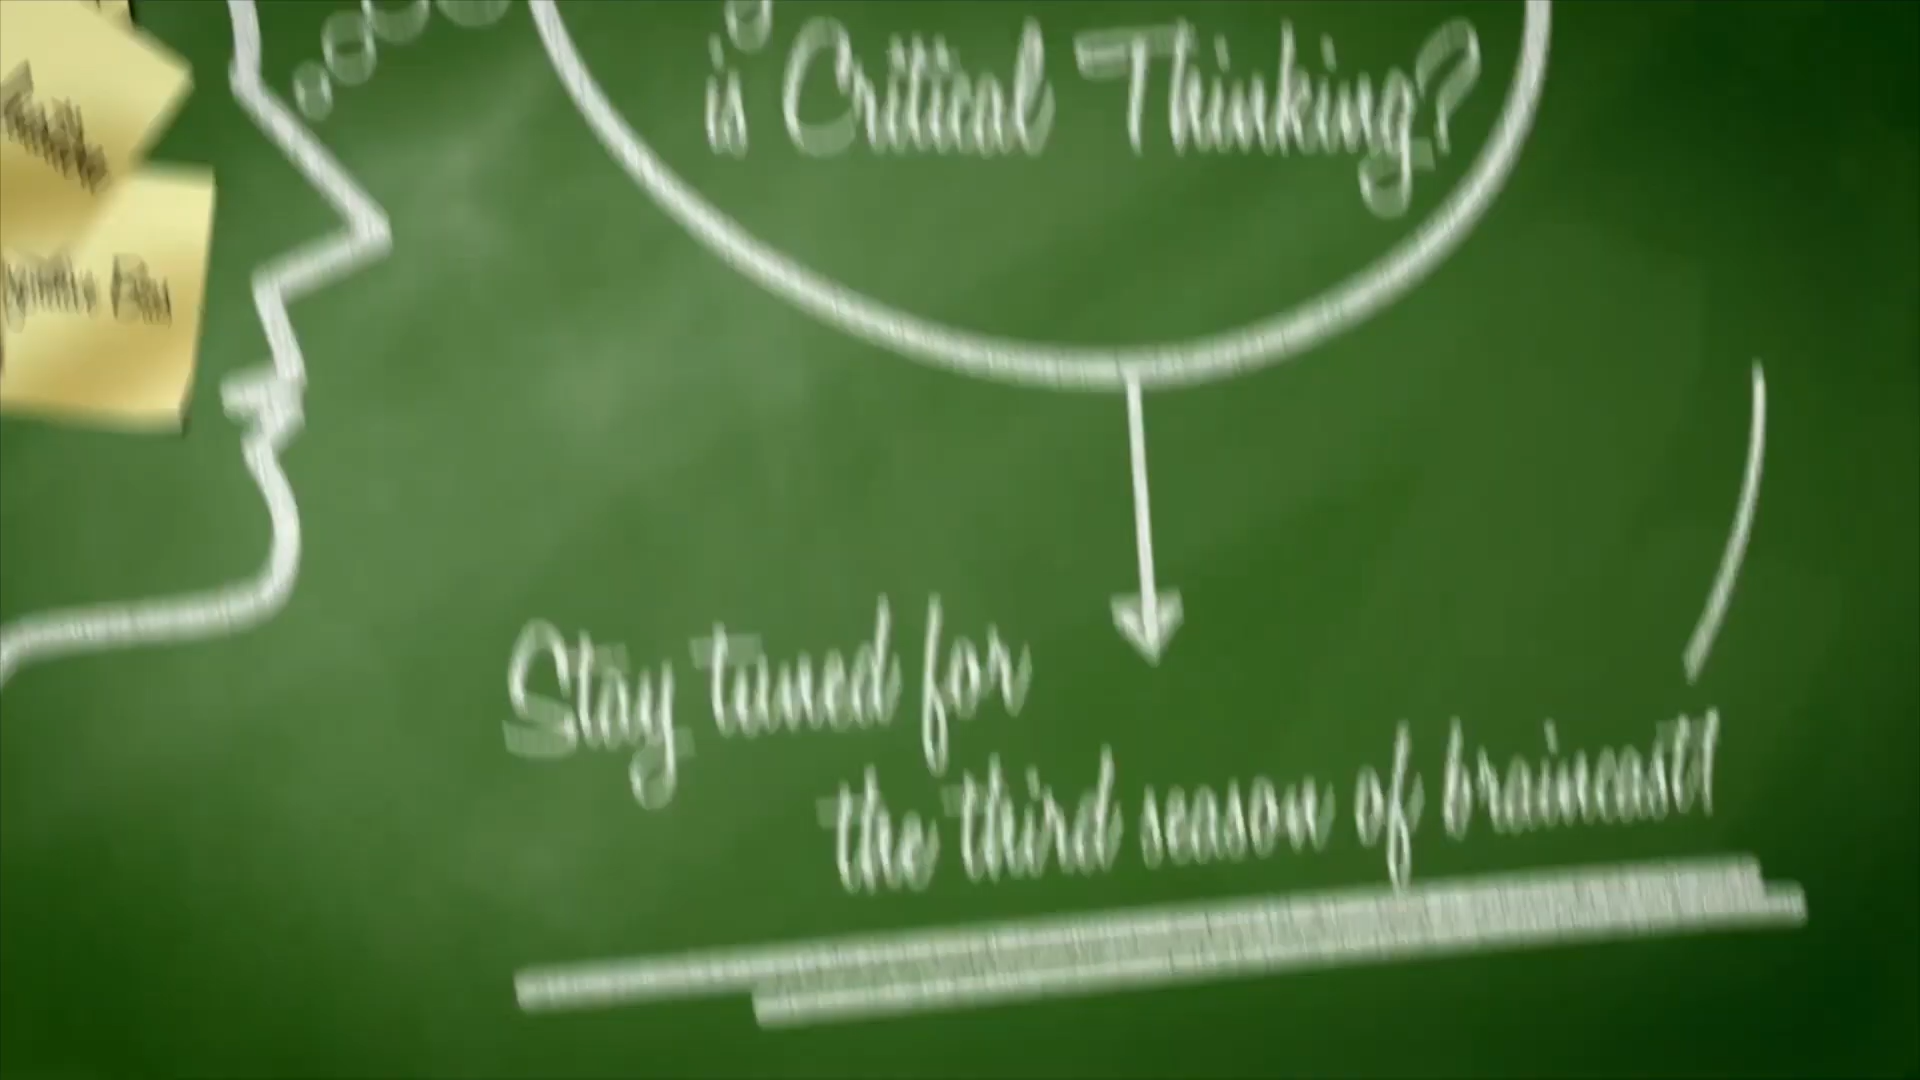 is Critical Thinking?
Stay tuned for
the third season of braincast!